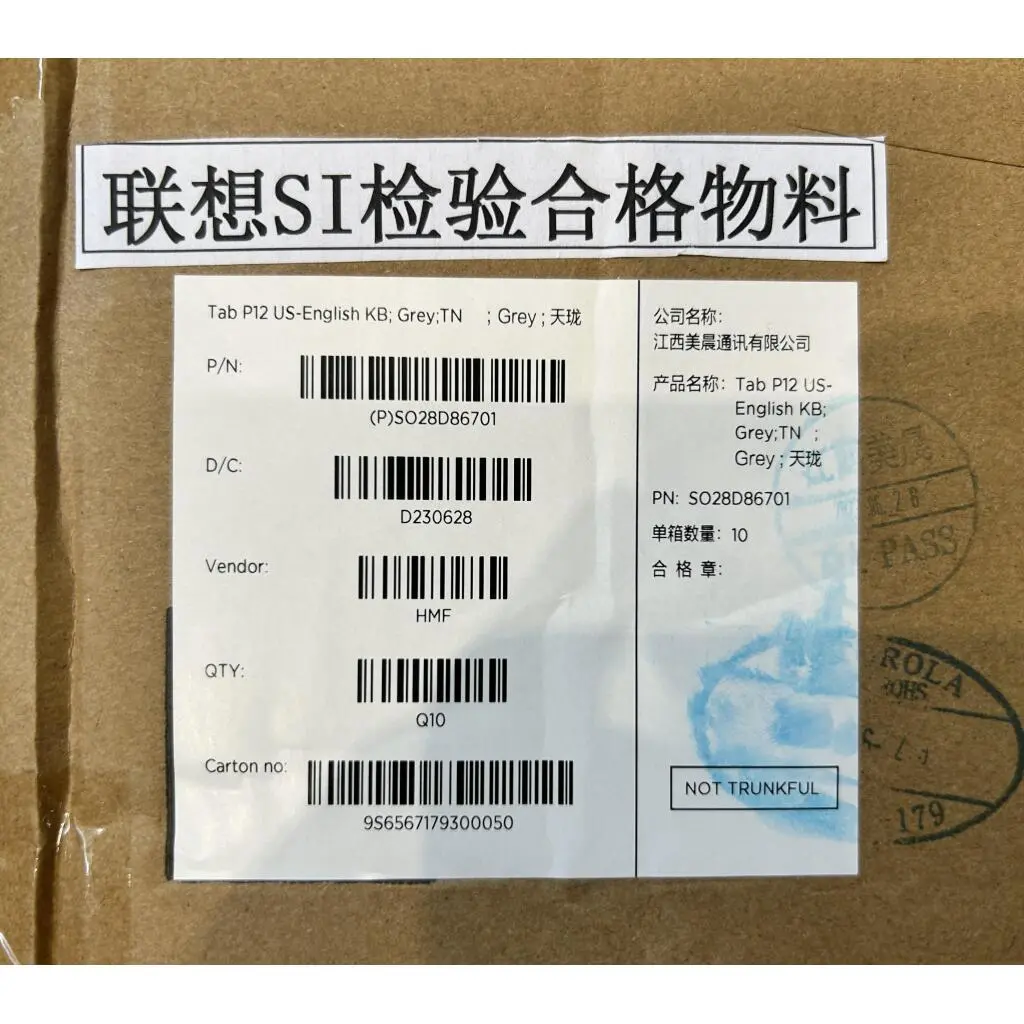 联想SI检验合格物料
Tab P12 US-English KB; Grey;TN ; Grey ; 天珑
P/N:
(P)SO28D86701
D/C:
D230628
Vendor:
HMF
QTY:
Q10
Carton no:
9S6567179300050
公司名称:
江西美晨通讯有限公司
产品名称: Tab P12 US-
English KB;
Grey;TN ;
Grey ; 天珑
PN: SO28D86701
单箱数量: 10
合 格 章:
NOT TRUNKFUL
美晨
PASS
ROLA
ROHS
179